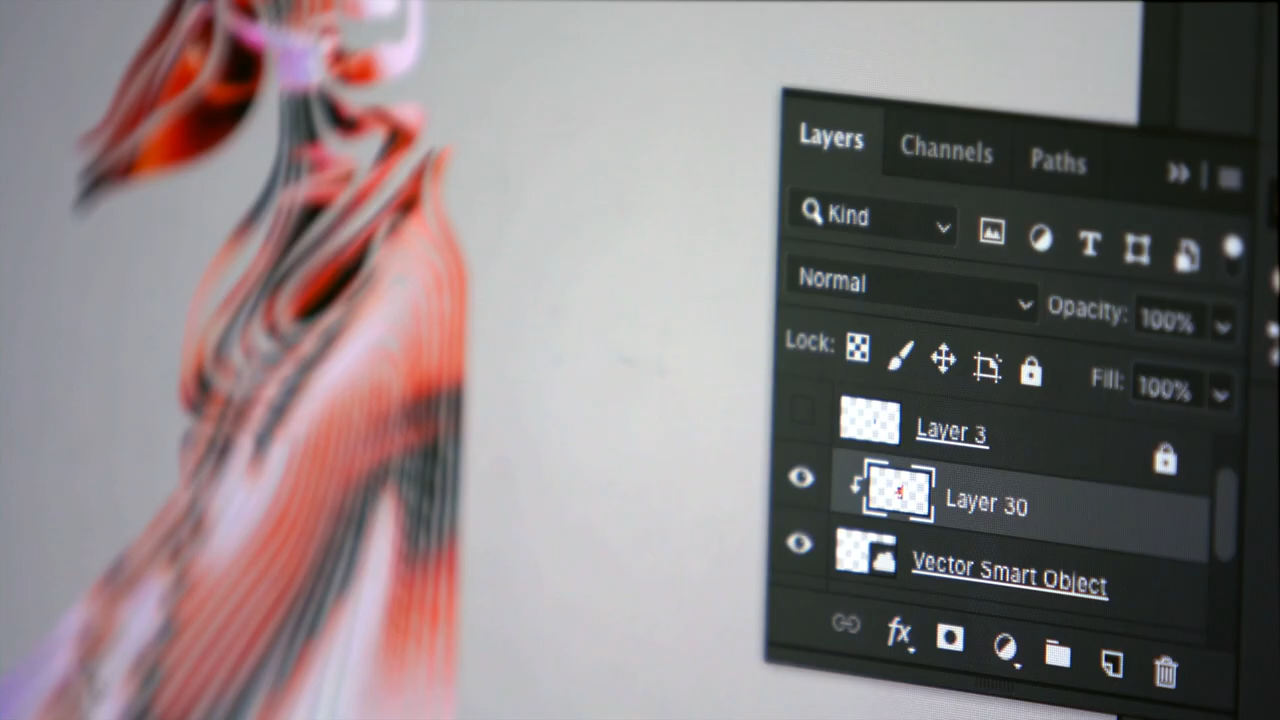 Layers Channels Paths
Kind
Normal Opacity: 100%
Lock: Fill: 100%
Layer 3
Layer 30
Vector Smart Object
fx